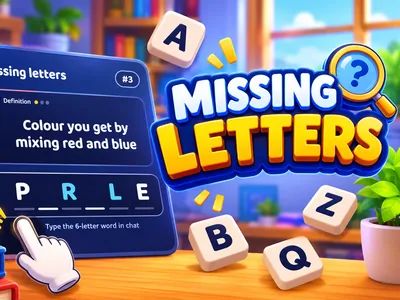 ssing letters
#3
Definition
Colour you get by
mixing red and blue
P _ R _ L E
Type the 6-letter word in chat
MISSING
LETTERS
?
A
B
Q
Z